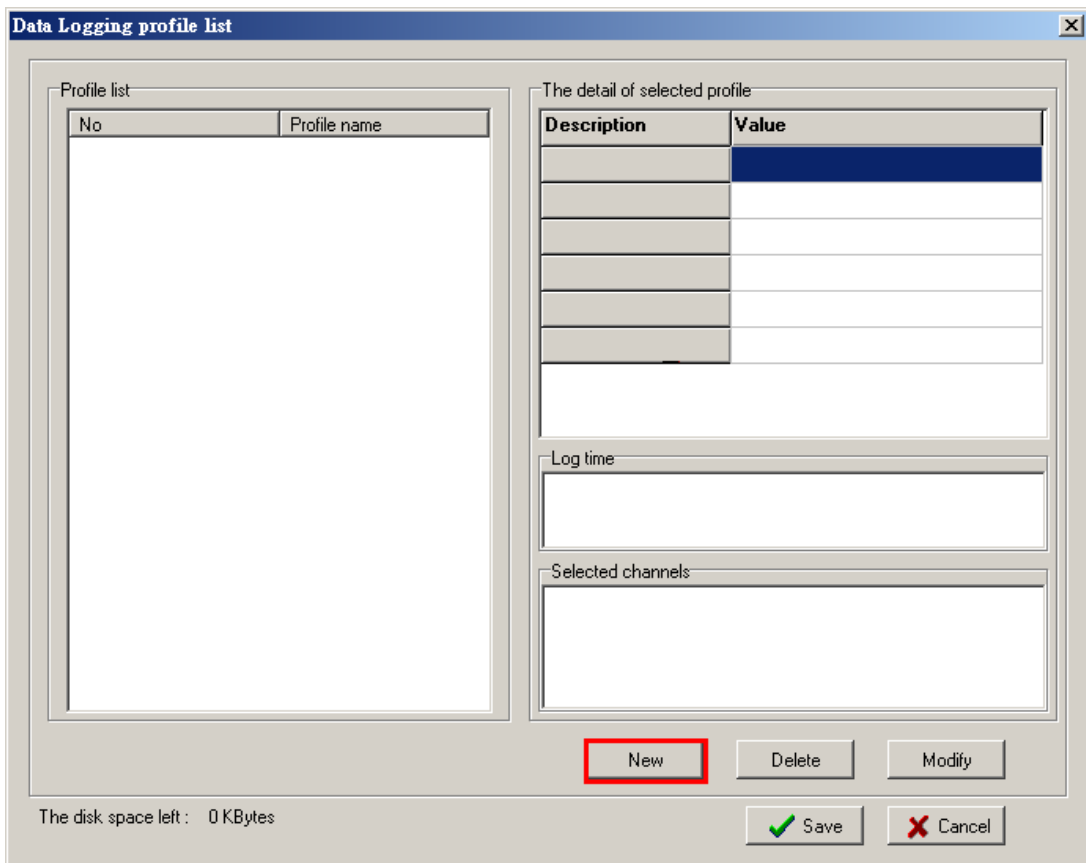 Data Logging profile list
Profile list
No Profile name
The detail of selected profile
Description Value
Log time
Selected channels
New Delete Modify
The disk space left : 0 KBytes
Save Cancel